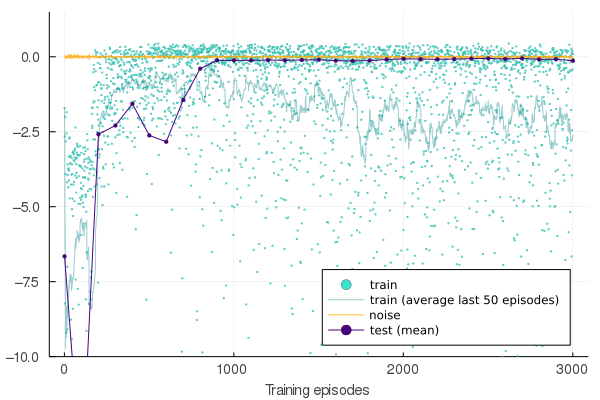 0.0
−2.5
−5.0
−7.5
−10.0
0
1000
2000
3000
Training episodes
train
train (average last 50 episodes)
noise
test (mean)